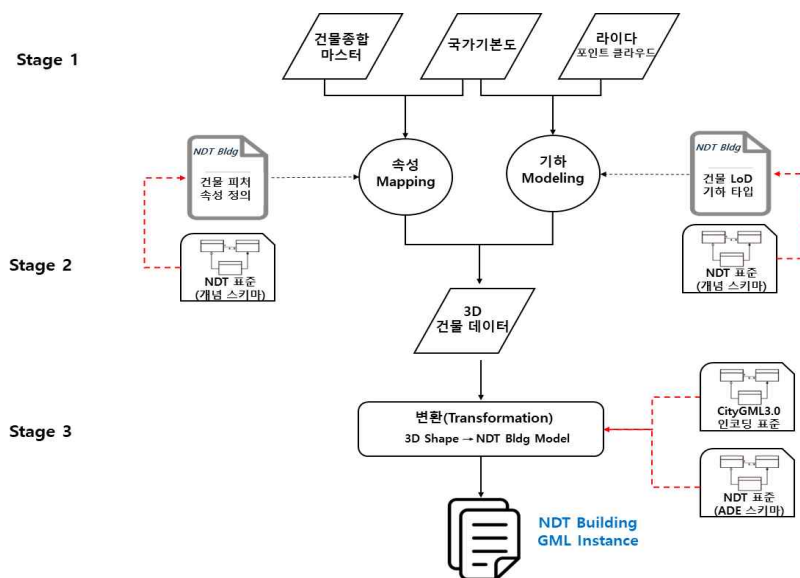 Stage 1
건물종합
마스터
국가기본도
라이다
포인트 클라우드
NDT Bldg
건물 피처
속성 정의
속성
Mapping
기하
Modeling
NDT Bldg
건물 LoD
기하 타입
Stage 2
NDT 표준
(개념 스키마)
NDT 표준
(개념 스키마)
3D
건물 데이터
Stage 3
변환(Transformation)
3D Shape → NDT Bldg Model
CityGML3.0
인코딩 표준
NDT 표준
(ADE 스키마)
NDT Building
GML Instance